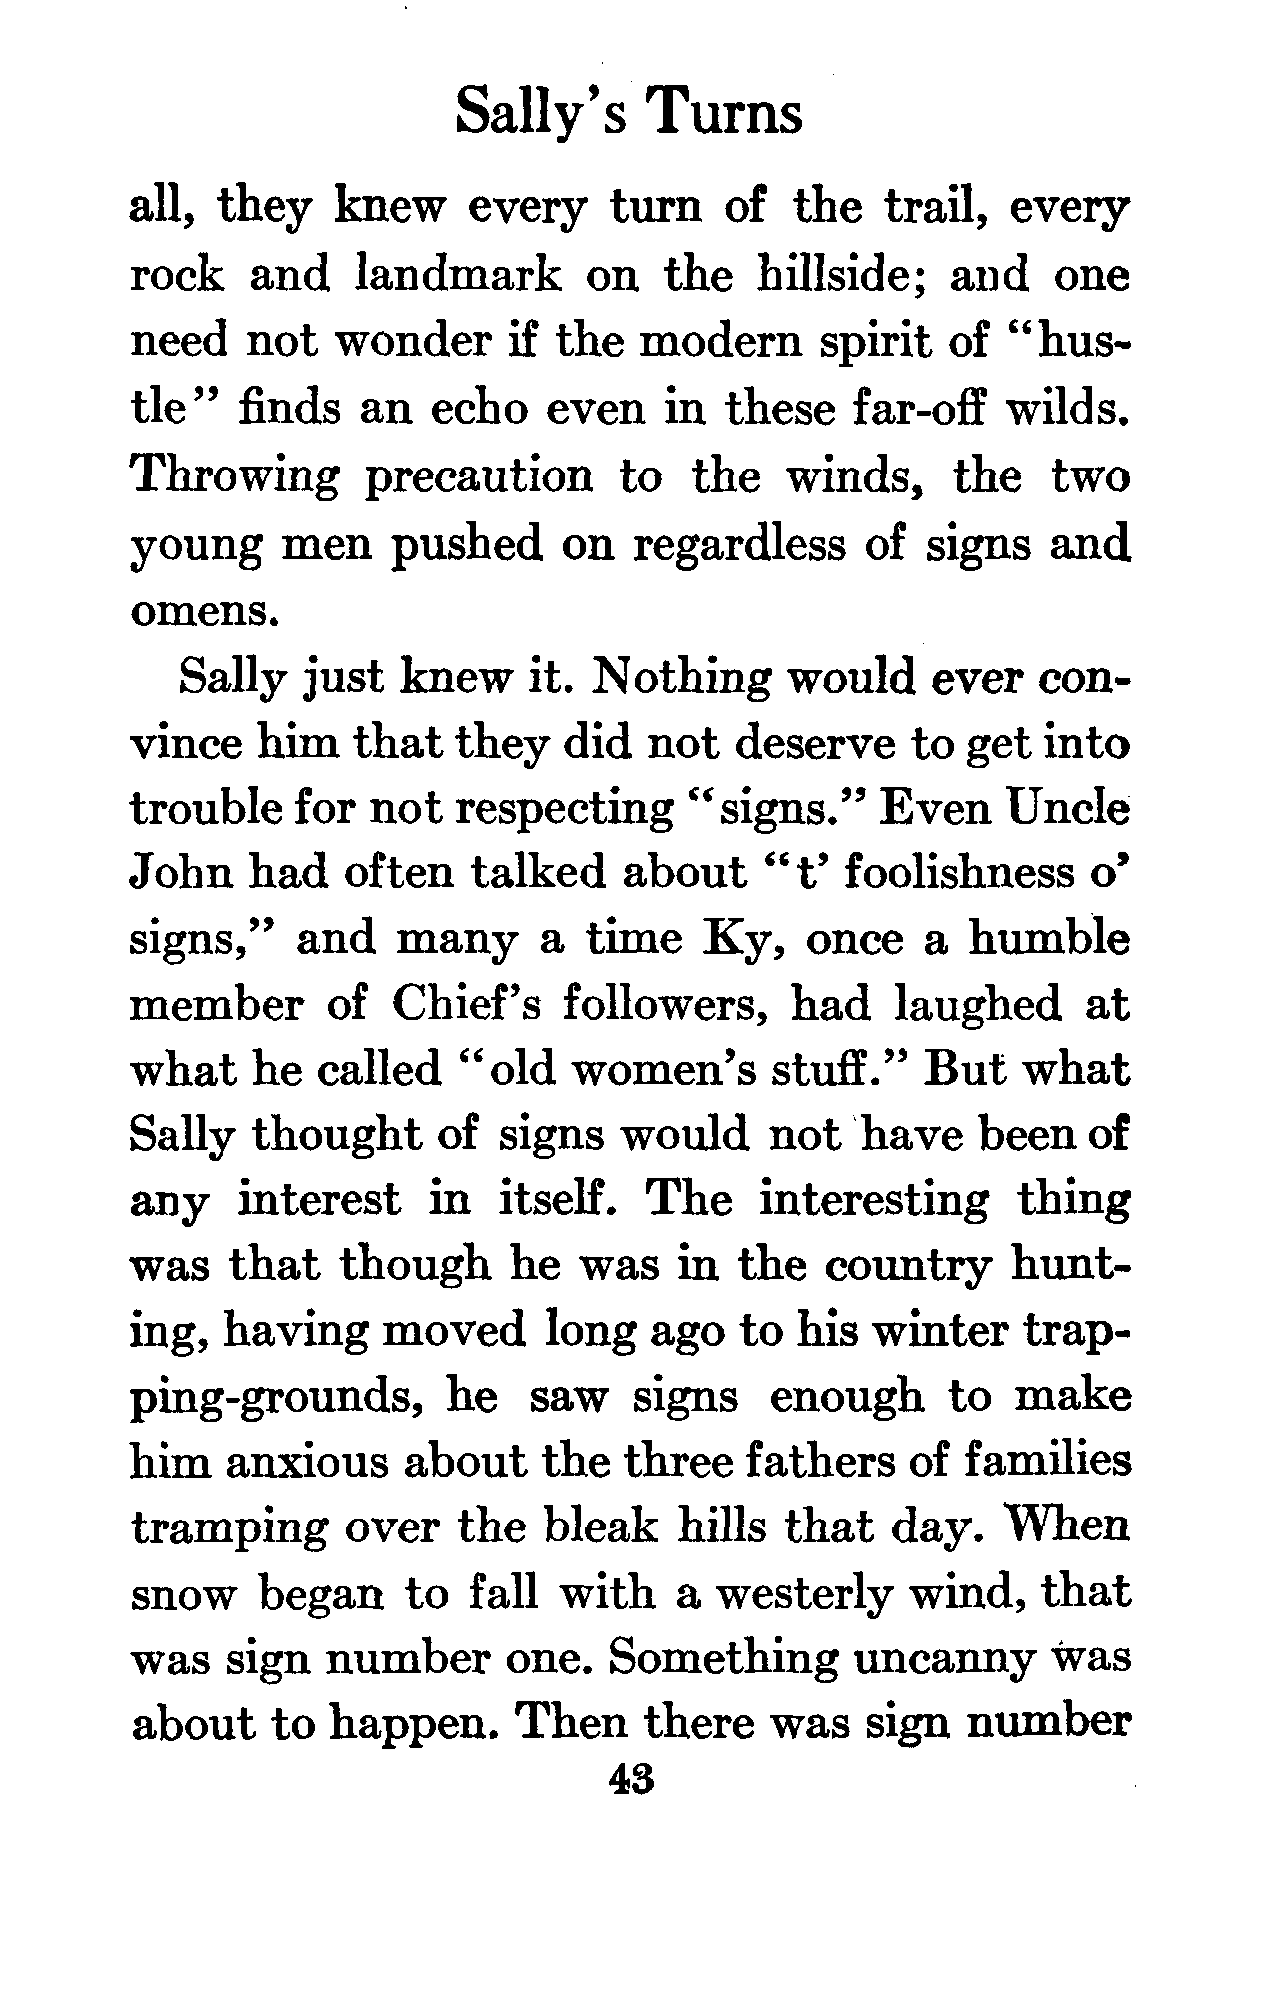 Sally's Turns
all, they knew every turn of the trail, every
rock and landmark on the hillside; and one
need not wonder if the modern spirit of "hus-
tle" finds an echo even in these far-off wilds.
Throwing precaution to the winds, the two
young men pushed on regardless of signs and
omens.
Sally just knew it. Nothing would ever con-
vince him that they did not deserve to get into
trouble for not respecting "signs." Even Uncle
John had often talked about "t' foolishness o'
signs," and many a time Ky, once a humble
member of Chief's followers, had laughed at
what he called "old women's stuff." But what
Sally thought of signs would not have been of
any interest in itself. The interesting thing
was that though he was in the country hunt-
ing, having moved long ago to his winter trap-
ping-grounds, he saw signs enough to make
him anxious about the three fathers of families
tramping over the bleak hills that day. When
snow began to fall with a westerly wind, that
was sign number one. Something uncanny was
about to happen. Then there was sign number
43